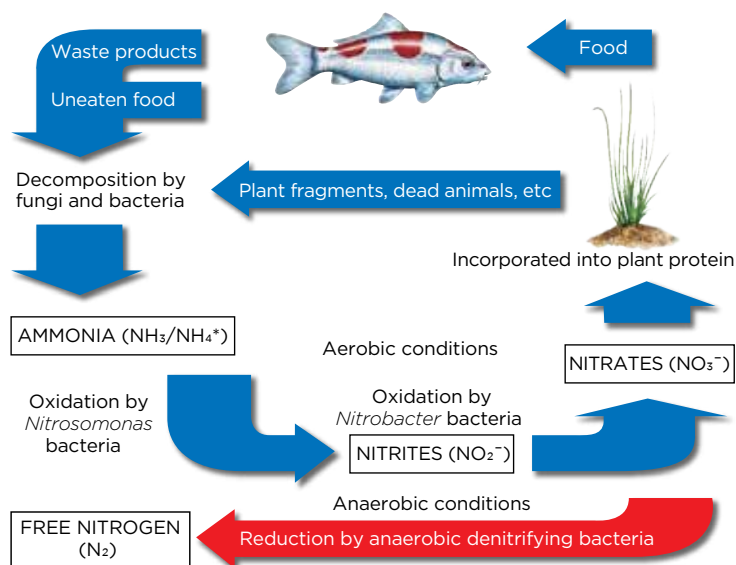 Waste products
Food
Uneaten food
Decomposition by
fungi and bacteria
Plant fragments, dead animals, etc
Incorporated into plant protein
AMMONIA (NH₃/NH₄*)
Aerobic conditions
NITRATES (NO₃⁻)
Oxidation by
Nitrosomonas
bacteria
Oxidation by
Nitrobacter bacteria
NITRITES (NO₂⁻)
Anaerobic conditions
FREE NITROGEN
(N₂)
Reduction by anaerobic denitrifying bacteria